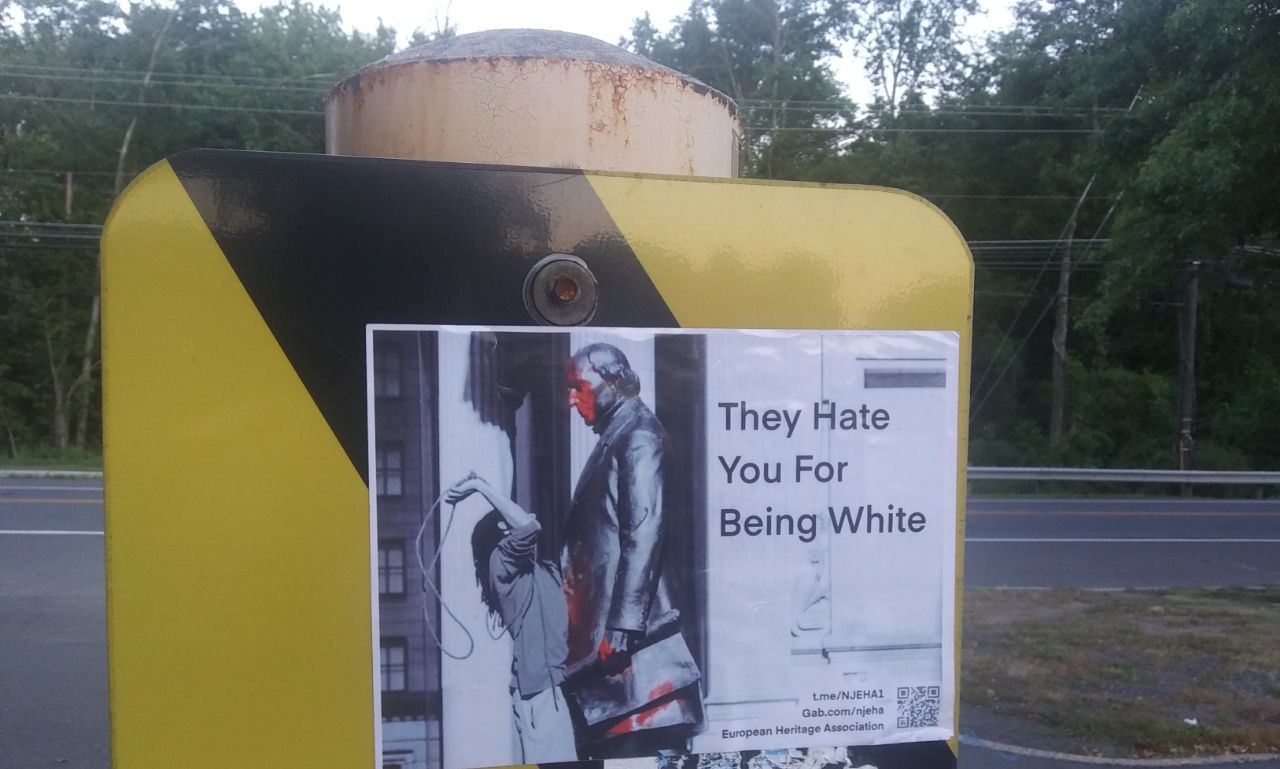 They Hate
You For
Being White
t.me/NJEHA1
Gab.com/njeha
European Heritage Association